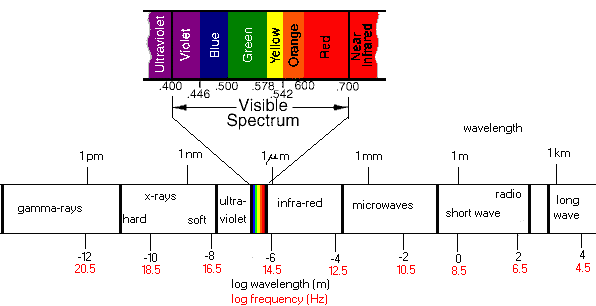 Ultraviolet Violet Blue Green Yellow Orange Red Near Infrared
.400 .446 .500 .578 .542 .600 .700
Visible
Spectrum
wavelength
1pm 1nm 1μm 1mm 1m 1km
gamma-rays x-rays hard soft ultra-violet infra-red microwaves radio short wave long wave
-12 -10 -8 -6 -4 -2 0 2 4
20.5 18.5 16.5 14.5 12.5 10.5 8.5 6.5 4.5
log wavelength (m)
log frequency (Hz)